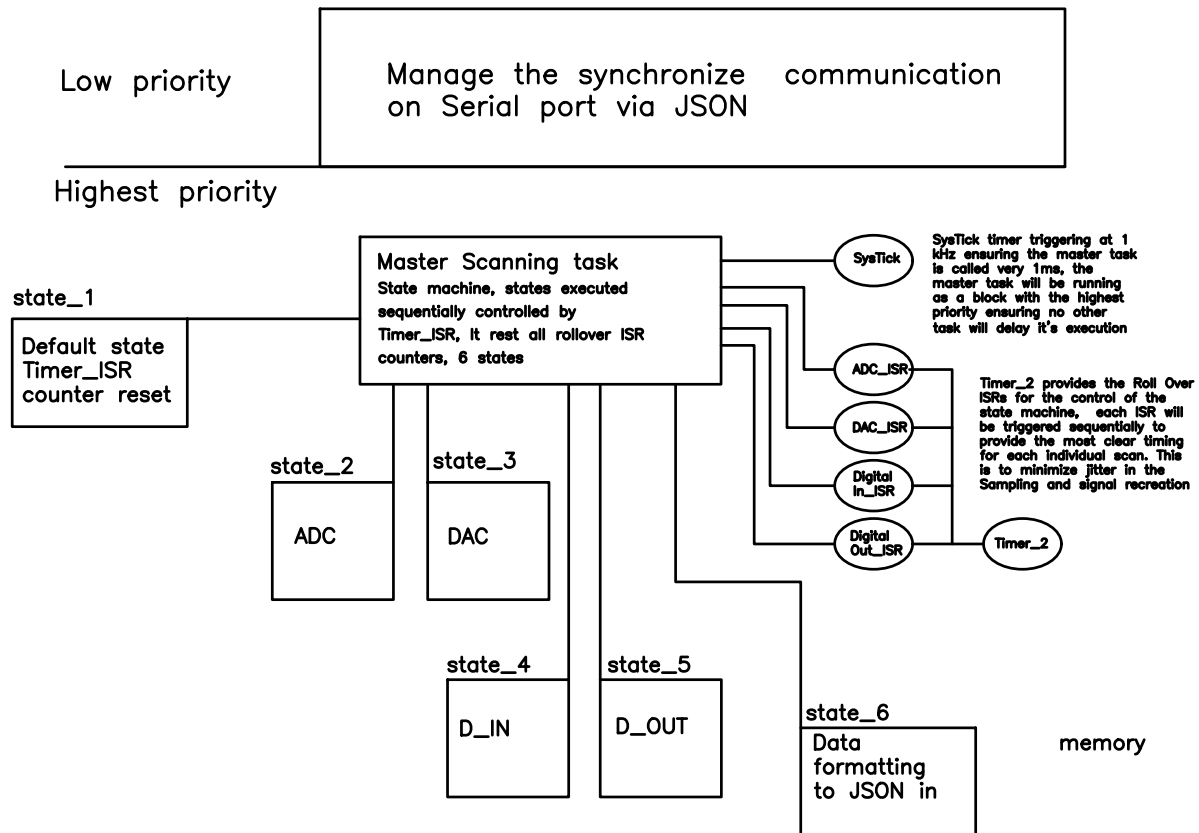 Low priority
Manage the synchronize communication
on Serial port via JSON
Highest priority
Master Scanning task
State machine, states executed
sequentially controlled by
Timer_ISR, It rest all rollover ISR
counters, 6 states
SysTick
SysTick timer triggering at 1
kHz ensuring the master task
is called very 1ms, the
master task will be running
as a block with the highest
priority ensuring no other
task will delay it's execution
state_1
Default state
Timer_ISR
counter reset
ADC_ISR
DAC_ISR
Digital
In_ISR
Digital
Out_ISR
Timer_2
Timer_2 provides the Roll Over
ISRs for the control of the
state machine, each ISR will
be triggered sequentially to
provide the most clear timing
for each individual scan. This
is to minimize jitter in the
Sampling and signal recreation
state_2
ADC
state_3
DAC
state_4
D_IN
state_5
D_OUT
state_6
Data
formatting
to JSON in
memory